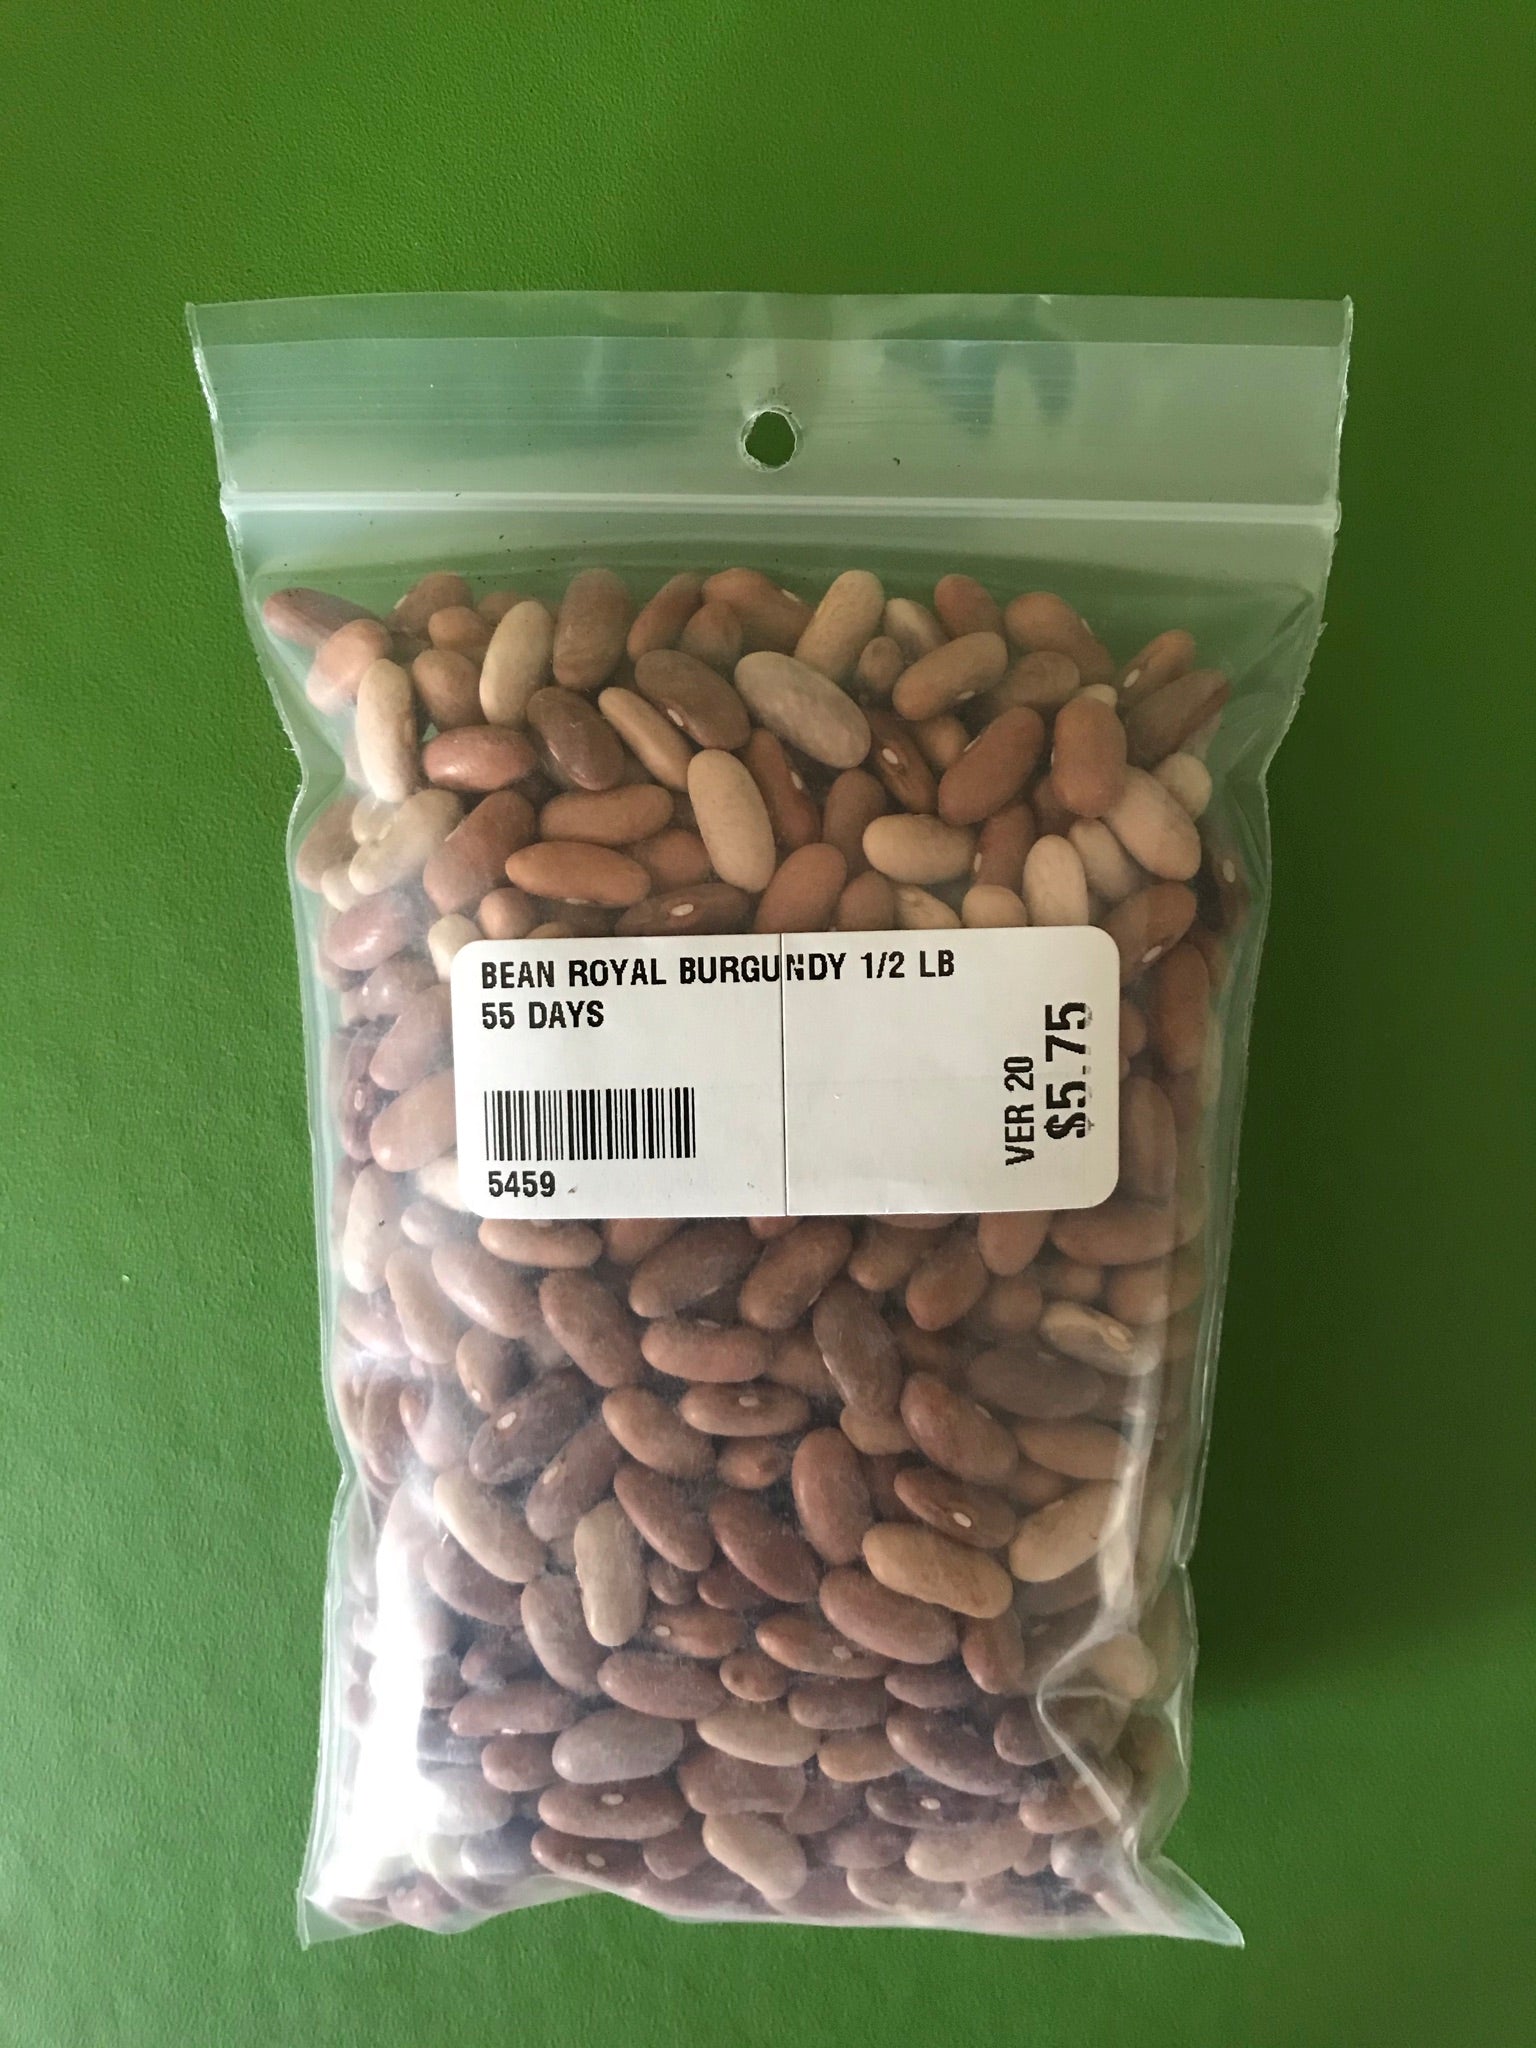 BEAN ROYAL BURGUNDY 1/2 LB
55 DAYS
5459
VER 20
$5.75